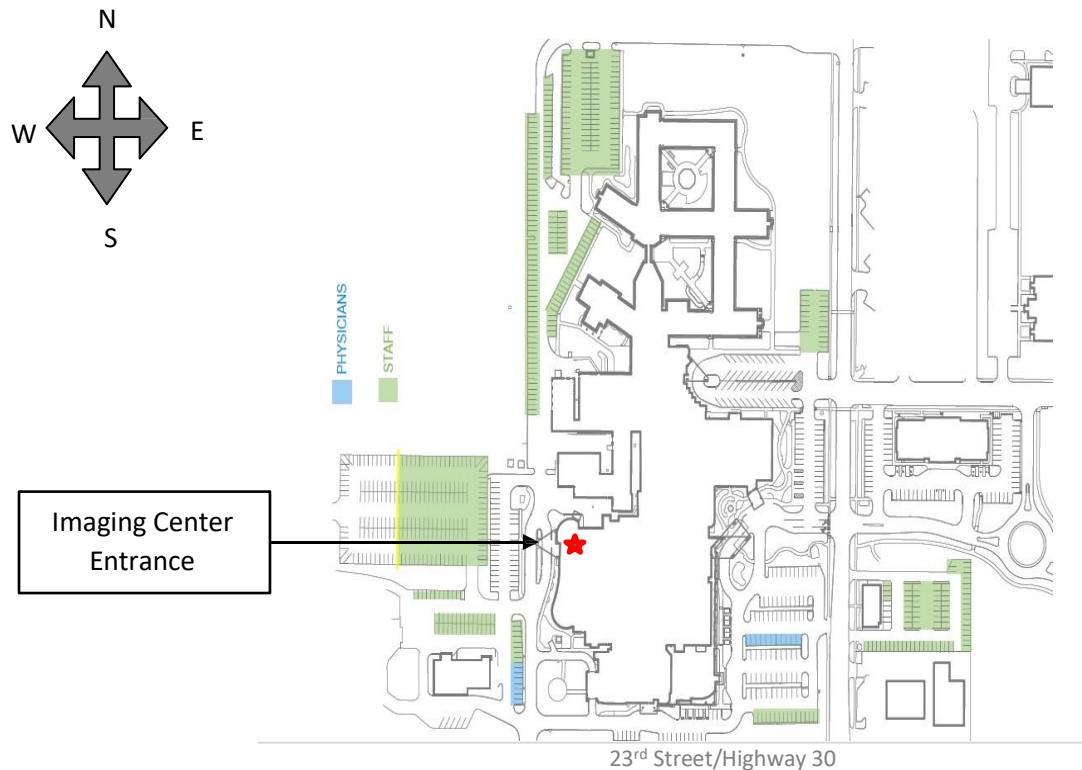 N
W
E
S
PHYSICIANS
STAFF
Imaging Center
Entrance
23rd Street/Highway 30